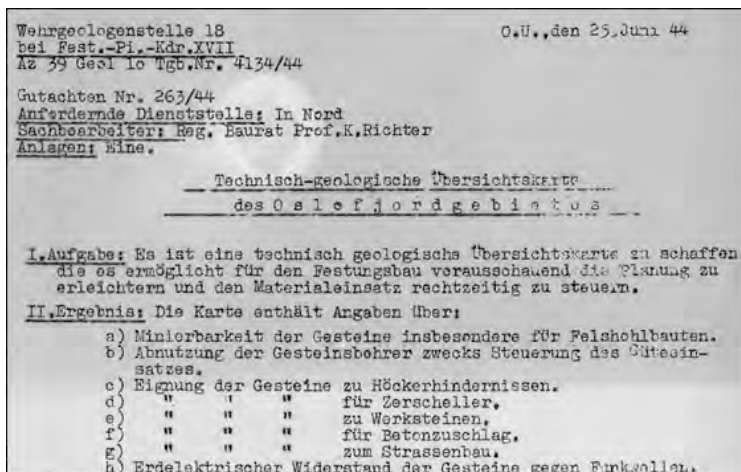 Wehrgeologenstelle 18
O.U.,den 25.Juni 44
bei Fest.-Pi.-Kdr.XVII
Az 39 Geol 10 Tgb.Nr. 4134/44
Gutachten Nr. 263/44
Anfordernde Dienststelle: In Nord
Sachbearbeiter: Reg. Baurat Prof.K.Richter
Anlagen: Eine.
Technisch-geologische Übersichtskarte
des Oslofjordgebietes
I.Aufgabe: Es ist eine technisch geologische Übersichtskarte zu schaffen
die es ermöglicht für den Festungsbau vorausschauend die Planung zu
erleichtern und den Materialeinsatz rechtzeitig zu steuern.
II.Ergebnis: Die Karte enthält Angaben über:
a) Minierbarkeit der Gesteine insbesondere für Felshohlbauten.
b) Abnutzung der Gesteinsbohrer zwecks Steuerung des Güteein-
satzes.
c) Eignung der Gesteine zu Höckerhindernissen.
d) " " " für Zerscheller.
e) " " " zu Werksteinen.
f) " " " für Betonzuschlag.
g) " " " zum Strassenbau.
h) Erdelektrischer Widerstand der Gesteine gegen Funkwellen.